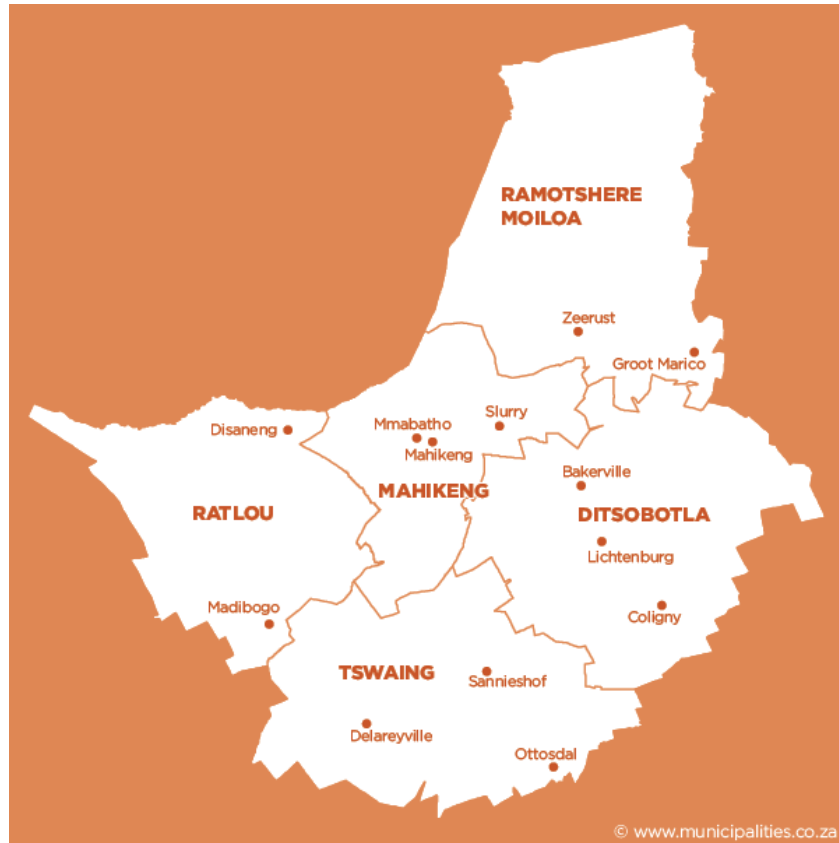 RAMOTSHERE
MOILOA
Zeerust
Groot Marico
Disaneng
Mmabatho
Slurry
Mahikeng
Bakerville
MAHIKENG
RATLOU
DITSOBOTLA
Lichtenburg
Madibogo
Coligny
TSWAING
Sannieshof
Delareyville
Ottosdal
© www.municipalities.co.za